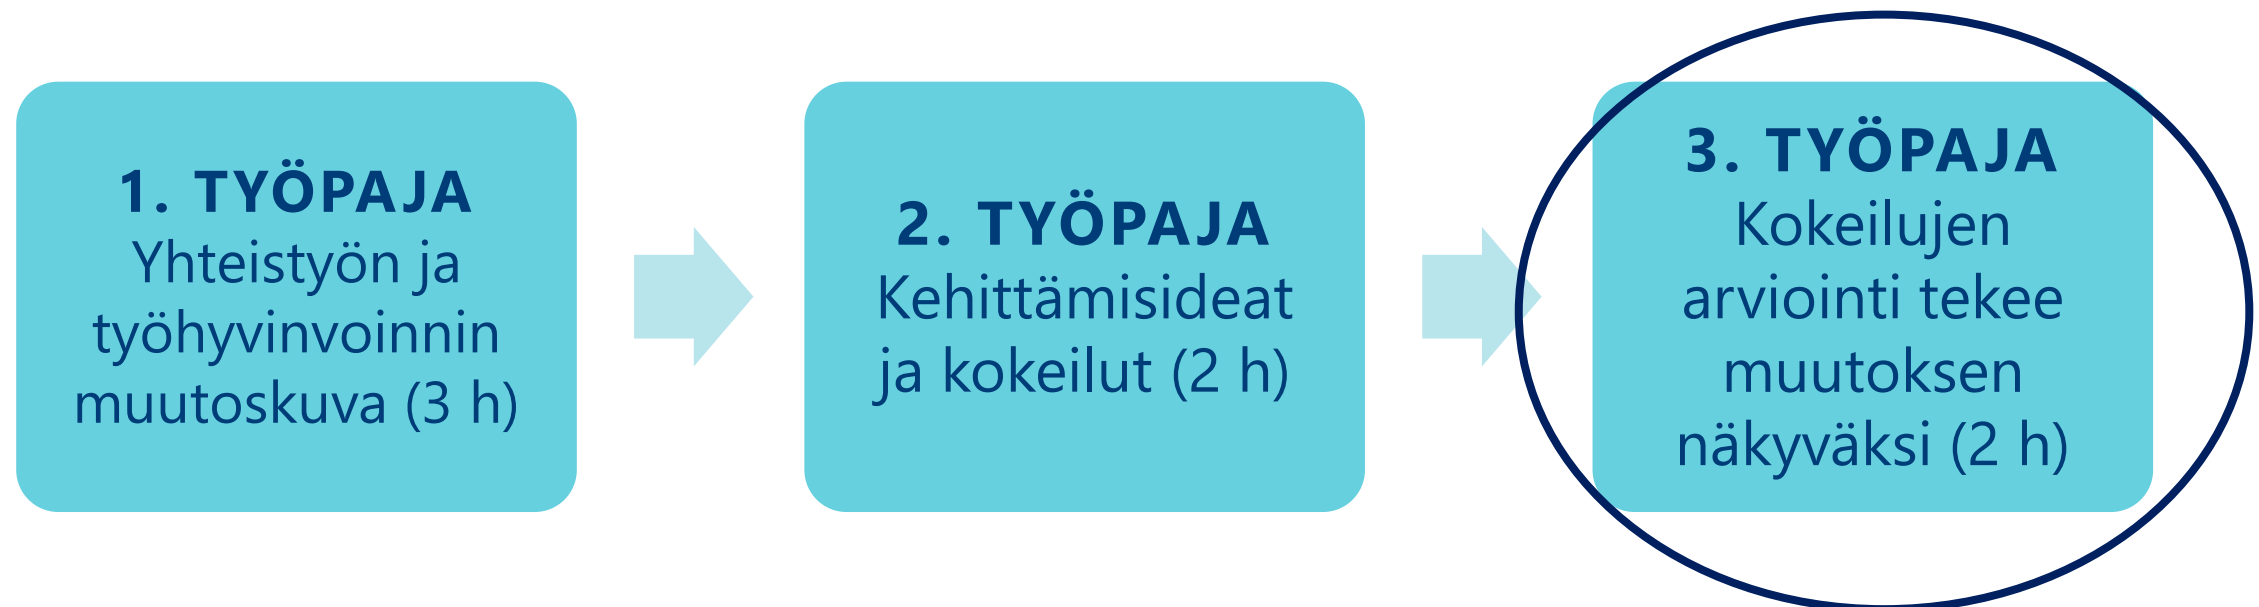 1. TYÖPAJA
Yhteistyön ja
työhyvinvoinnin
muutoskuva (3 h)
2. TYÖPAJA
Kehittämisideat
ja kokeilut (2 h)
3. TYÖPAJA
Kokeilujen
arviointi tekee
muutoksen
näkyväksi (2 h)